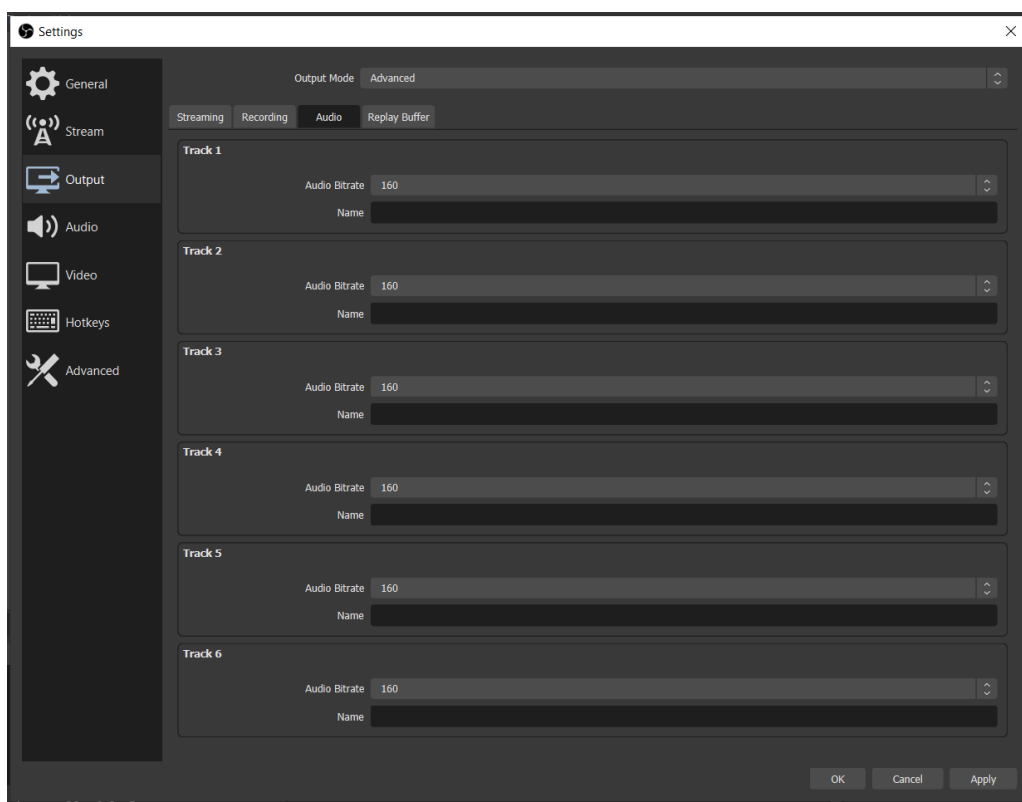 Settings
General
Stream
Output
Audio
Video
Hotkeys
Advanced
Output Mode Advanced
Streaming Recording Audio Replay Buffer
Track 1
Audio Bitrate 160
Name
Track 2
Audio Bitrate 160
Name
Track 3
Audio Bitrate 160
Name
Track 4
Audio Bitrate 160
Name
Track 5
Audio Bitrate 160
Name
Track 6
Audio Bitrate 160
Name
OK Cancel Apply